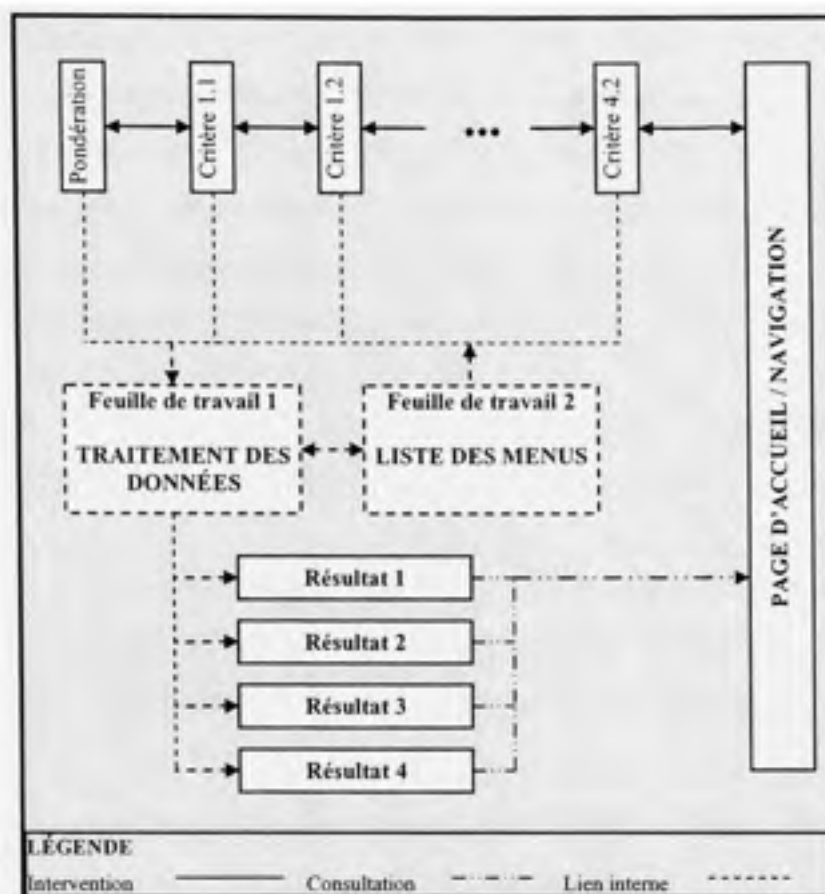 Pondération
Critère 1.1
Critère 1.2
...
Critère 4.2
PAGE D'ACCUEIL / NAVIGATION
Feuille de travail 1
TRAITEMENT DES
DONNÉES
Feuille de travail 2
LISTE DES MENUS
Résultat 1
Résultat 2
Résultat 3
Résultat 4
LÉGENDE
Intervention Consultation Lien interne